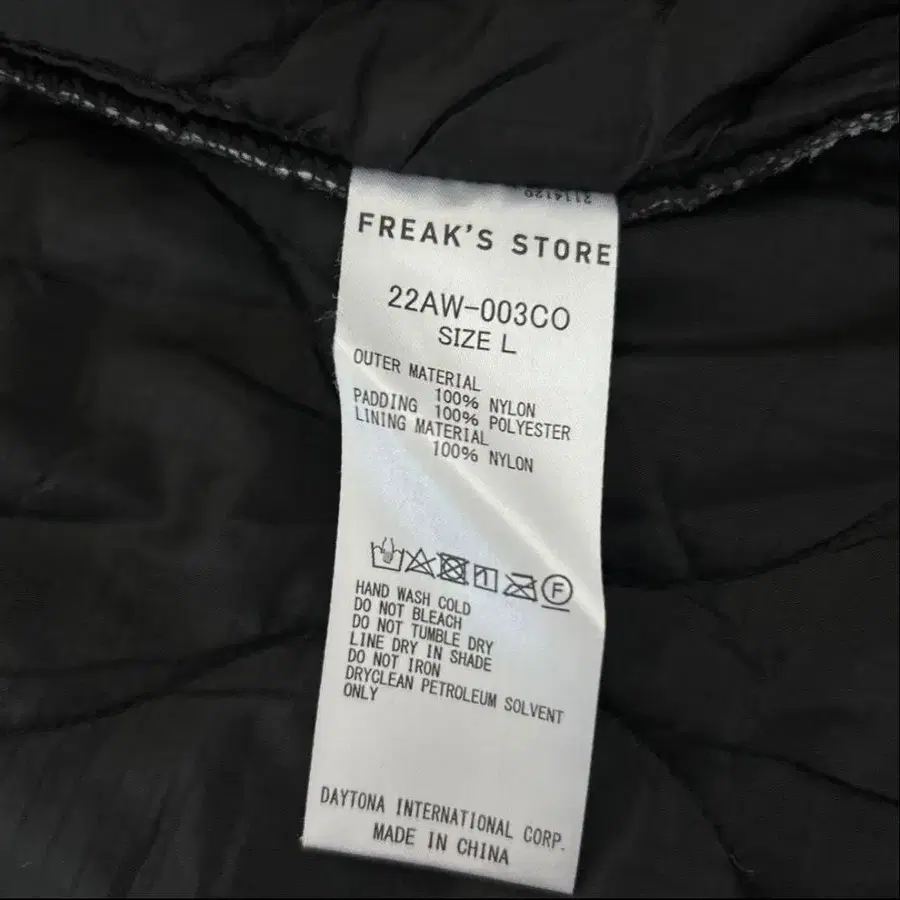 2114120
FREAK'S STORE
22AW-003CO
SIZE L
OUTER MATERIAL
100% NYLON
PADDING 100% POLYESTER
LINING MATERIAL
100% NYLON
F
HAND WASH COLD
DO NOT BLEACH
DO NOT TUMBLE DRY
LINE DRY IN SHADE
DO NOT IRON
DRYCLEAN PETROLEUM SOLVENT
ONLY
DAYTONA INTERNATIONAL CORP.
MADE IN CHINA